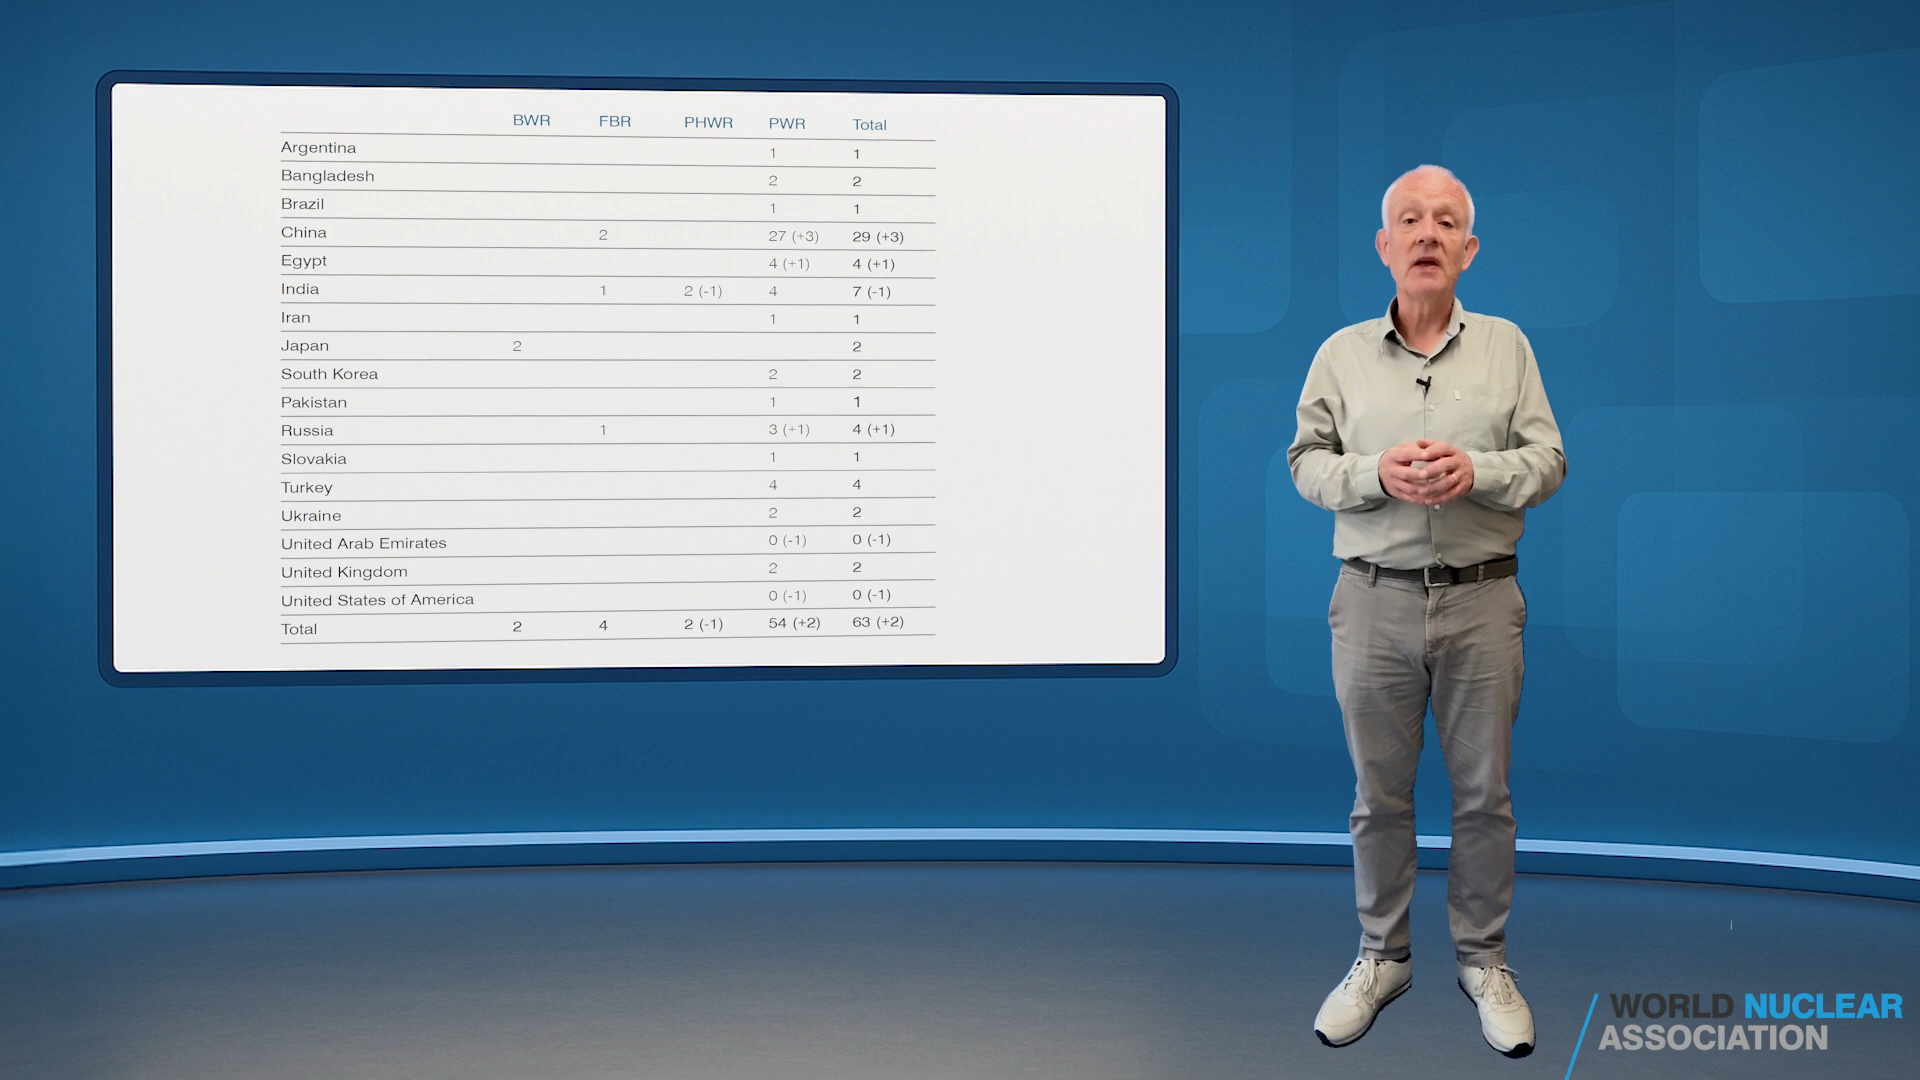 BWR FBR PHWR PWR Total
Argentina 1 1
Bangladesh 2 2
Brazil 1 1
China 2 27 (+3) 29 (+3)
Egypt 4 (+1) 4 (+1)
India 1 2 (-1) 4 7 (-1)
Iran 1 1
Japan 2 2
South Korea 2 2
Pakistan 1 1
Russia 1 3 (+1) 4 (+1)
Slovakia 1 1
Turkey 4 4
Ukraine 2 2
United Arab Emirates 0 (-1) 0 (-1)
United Kingdom 2 2
United States of America 0 (-1) 0 (-1)
Total 2 4 2 (-1) 54 (+2) 63 (+2)
WORLD NUCLEAR
ASSOCIATION